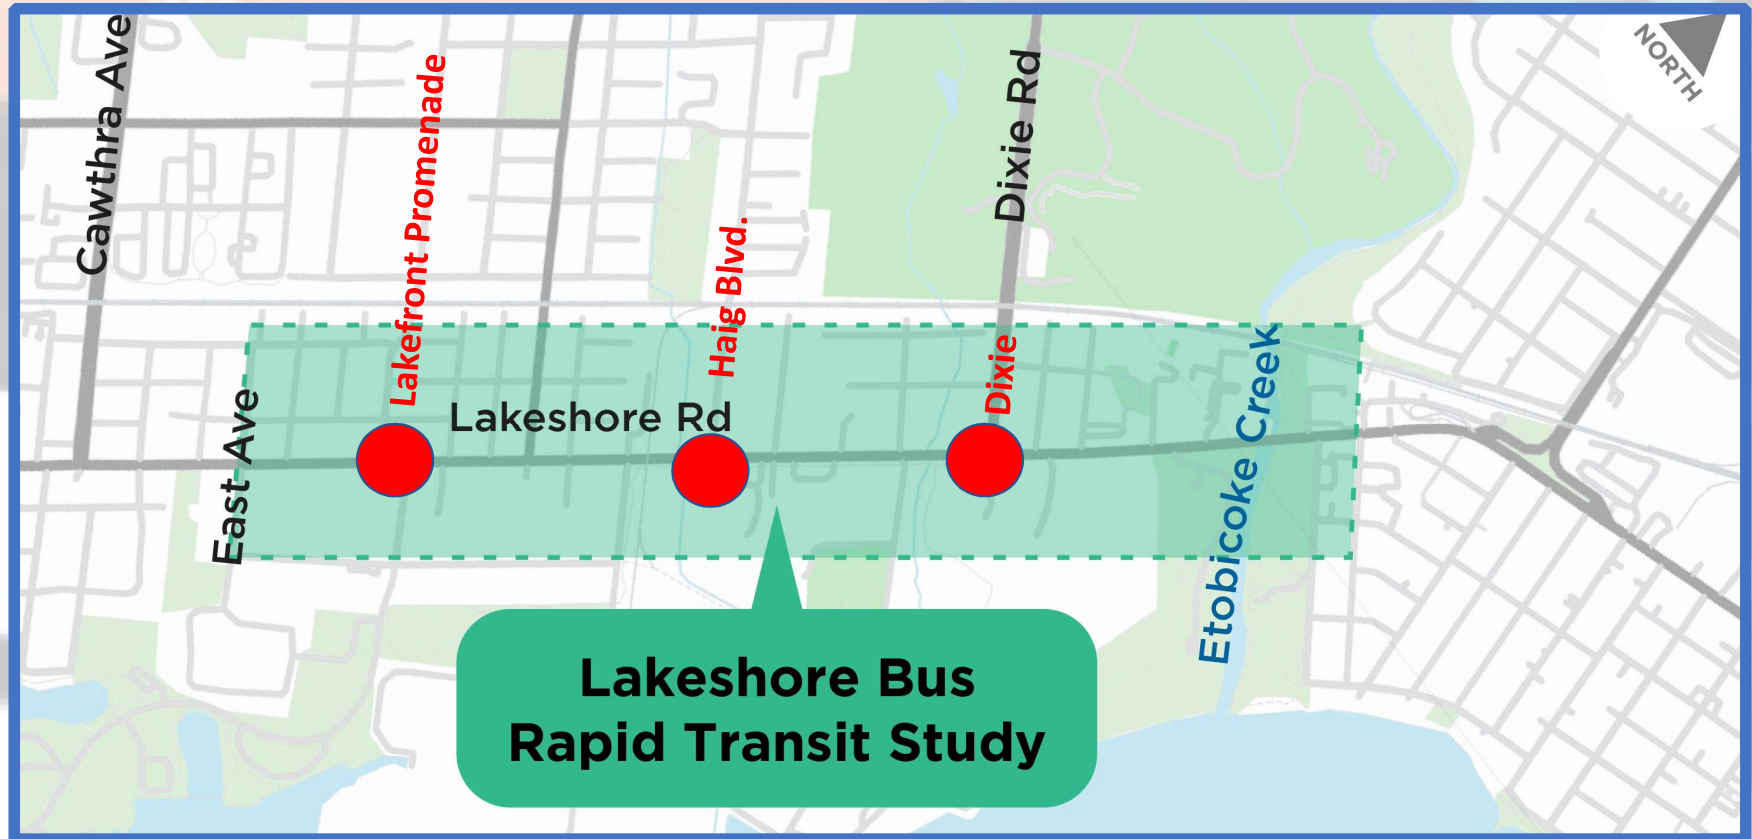 Cawthra Ave
Lakefront Promenade
Haig Blvd.
Dixie Rd
NORTH
Dixie
East Ave
Lakeshore Rd
Etobicoke Creek
Lakeshore Bus
Rapid Transit Study